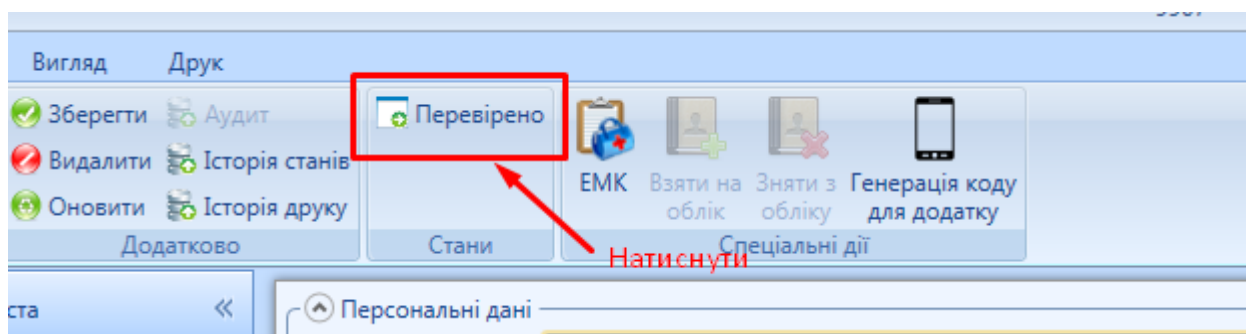 Вигляд Друк
Зберегти Аудит Перевірено
Видалити Історія станів
Оновити Історія друку
ЕМК Взяти на облік Зняти з обліку Генерація коду для додатку
Додатково Стани Спеціальні дії
Натиснути
ста «
Персональні дані